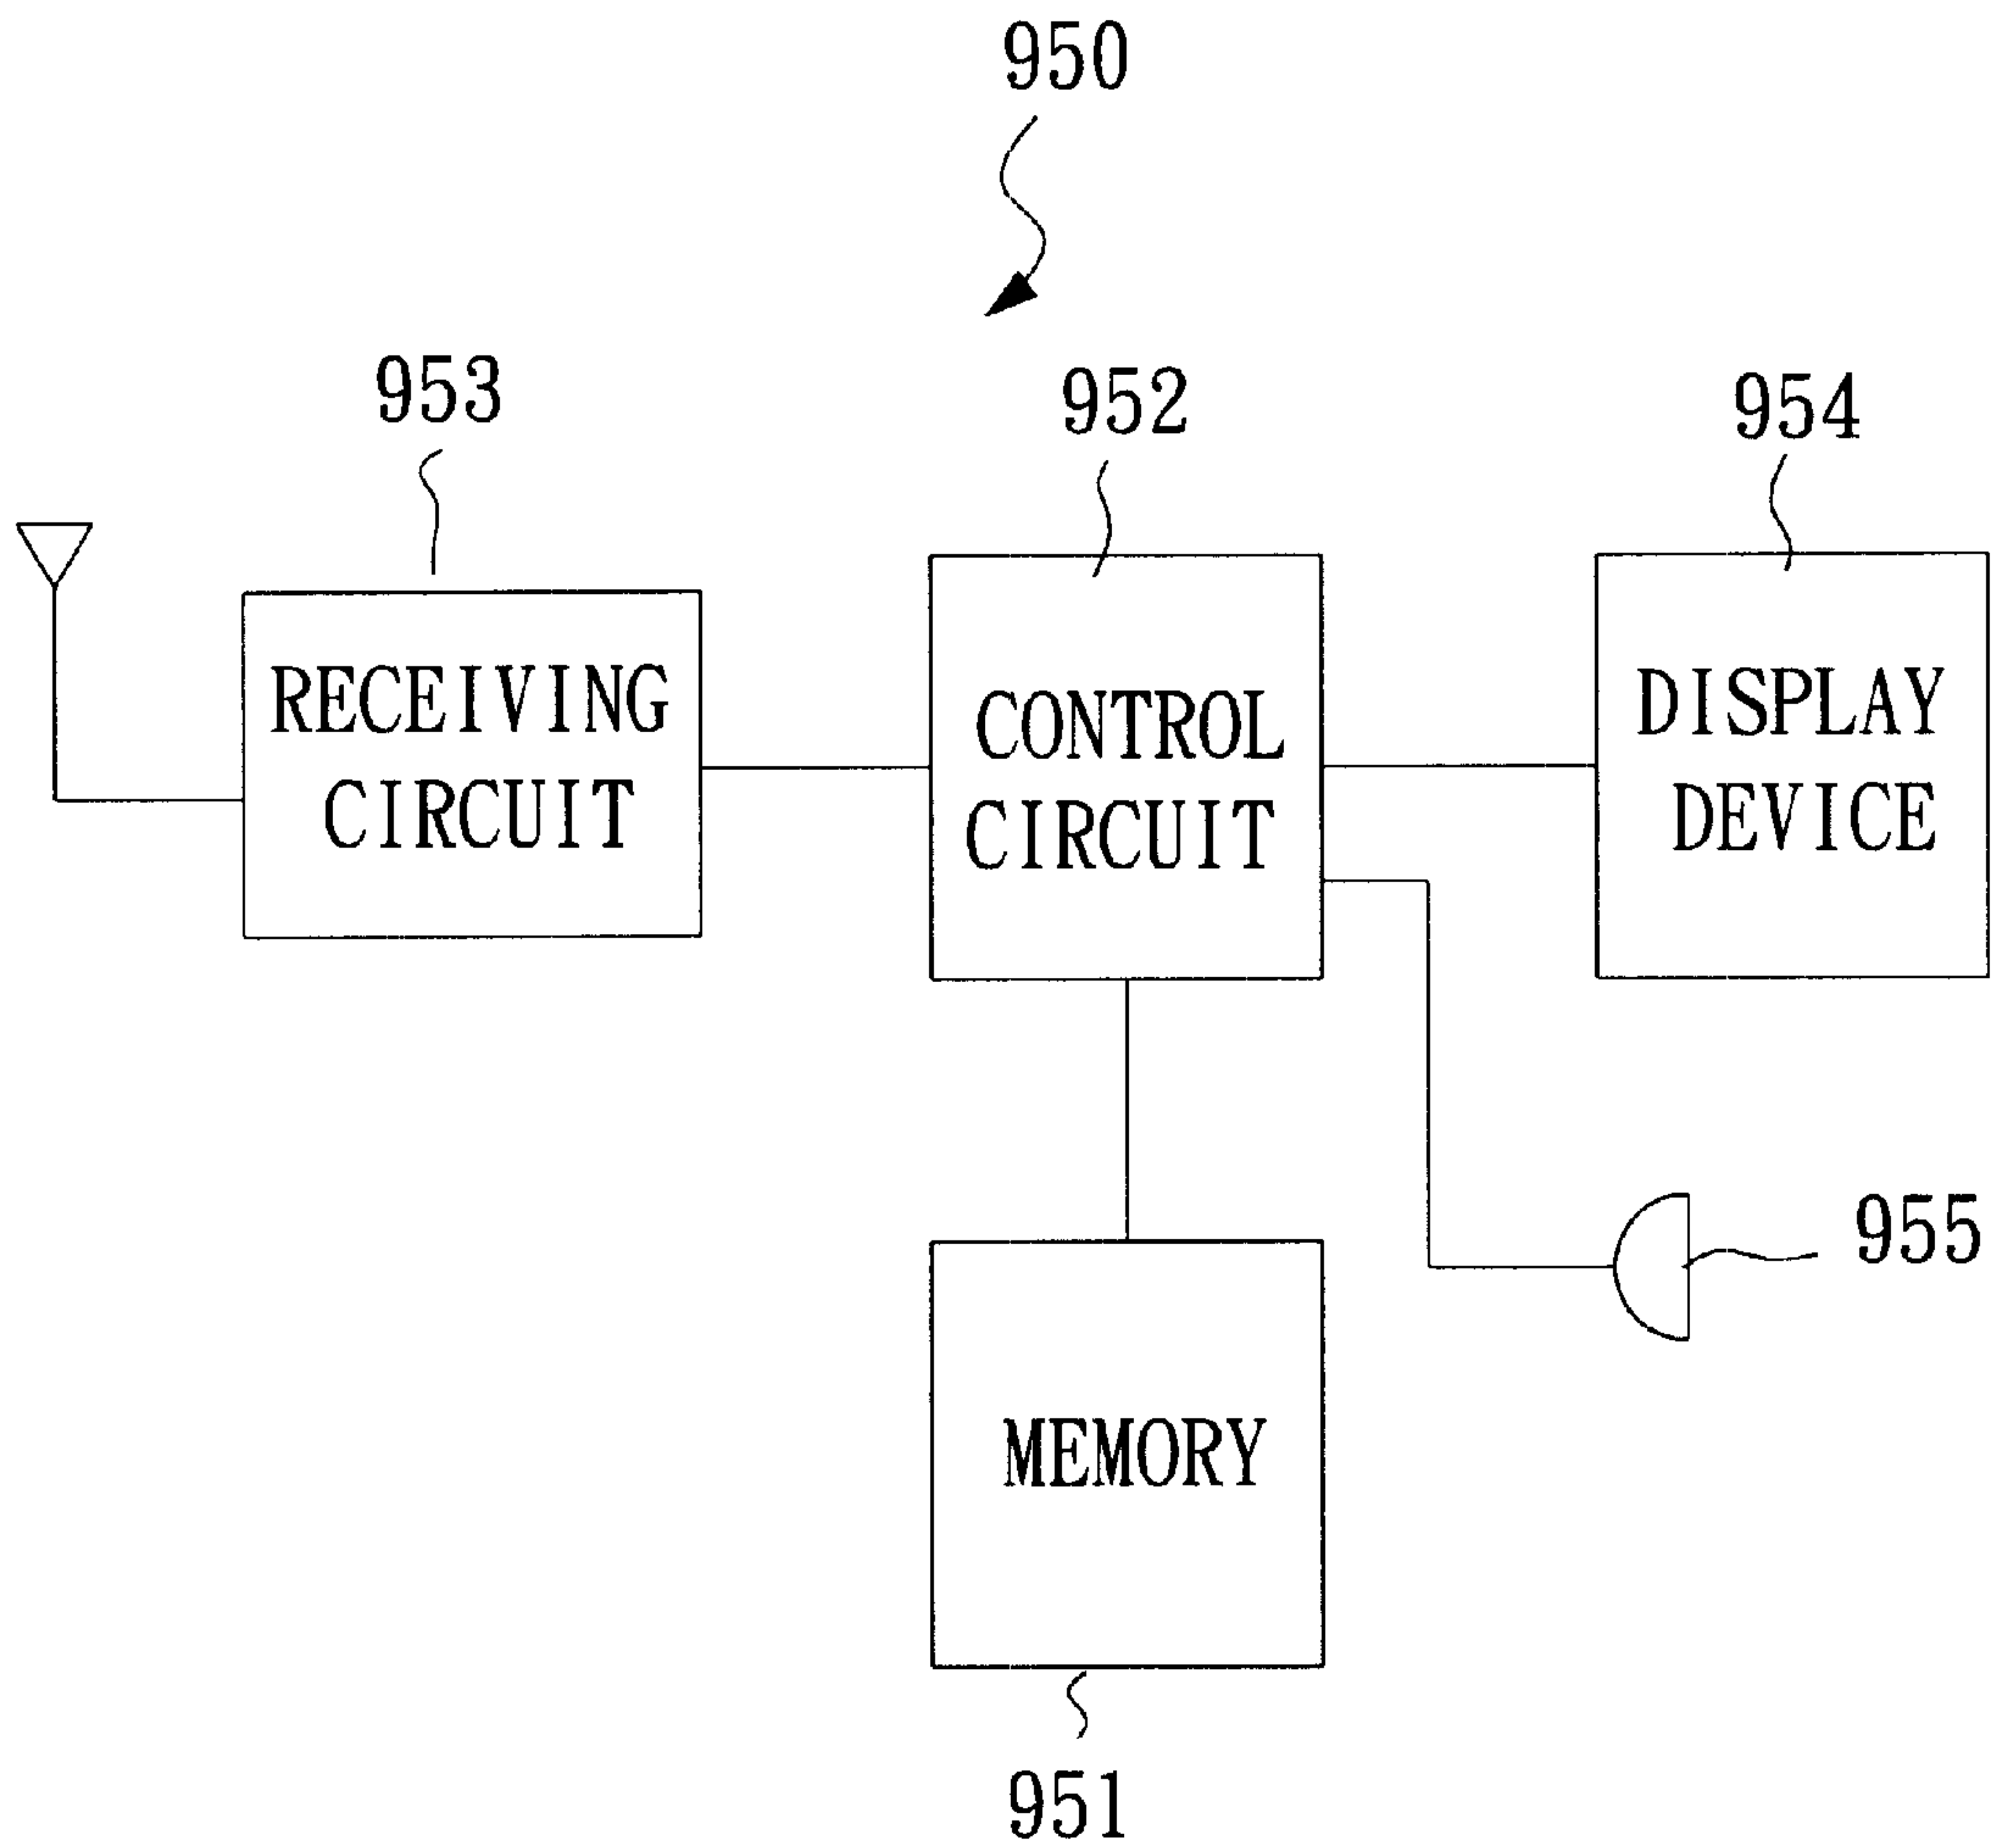 950
953
952
954
RECEIVING
CIRCUIT
CONTROL
CIRCUIT
DISPLAY
DEVICE
955
MEMORY
951